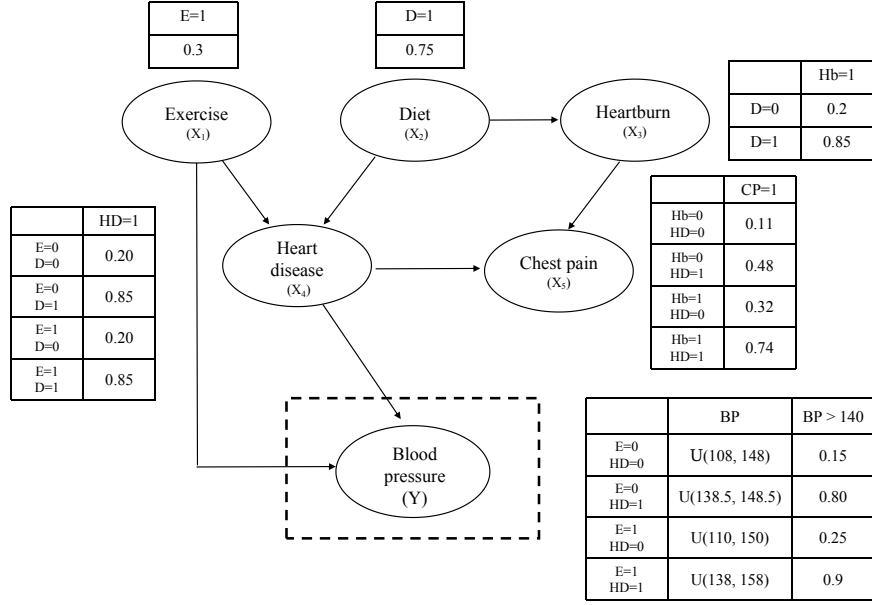 E=1
0.3
D=1
0.75
Exercise
(X₁)
Diet
(X₂)
Heartburn
(X₃)
Hb=1
D=0 0.2
D=1 0.85
HD=1
E=0
D=0
0.20
E=0
D=1
0.85
E=1
D=0
0.20
E=1
D=1
0.85
Heart
disease
(X₄)
Chest pain
(X₅)
CP=1
Hb=0
HD=0
0.11
Hb=0
HD=1
0.48
Hb=1
HD=0
0.32
Hb=1
HD=1
0.74
Blood
pressure
(Y)
BP BP > 140
E=0
HD=0
U(108, 148) 0.15
E=0
HD=1
U(138.5, 148.5) 0.80
E=1
HD=0
U(110, 150) 0.25
E=1
HD=1
U(138, 158) 0.9